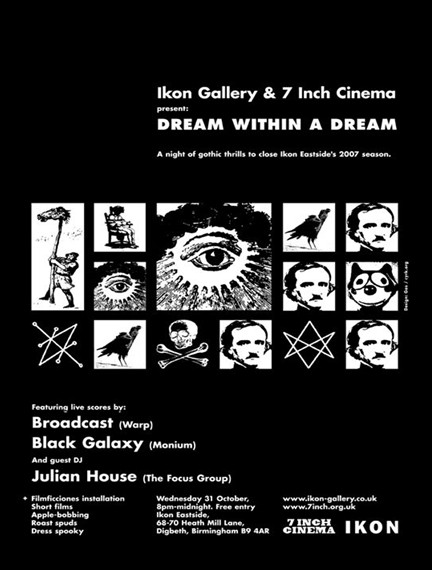 Ikon Gallery & 7 Inch Cinema
present:
DREAM WITHIN A DREAM
A night of gothic thrills to close Ikon Eastside's 2007 season.
Featuring live scores by:
Broadcast (Warp)
Black Galaxy (Monium)
And guest DJ
Julian House (The Focus Group)
* Filmficciones installation
Short films
Apple-bobbing
Roast spuds
Dress spooky
Wednesday 31 October,
8pm-midnight. Free entry
Ikon Eastside,
68-70 Heath Mill Lane,
Digbeth, Birmingham B9 4AR
www.ikon-gallery.co.uk
www.7inch.org.uk
7 INCH
CINEMA
IKON